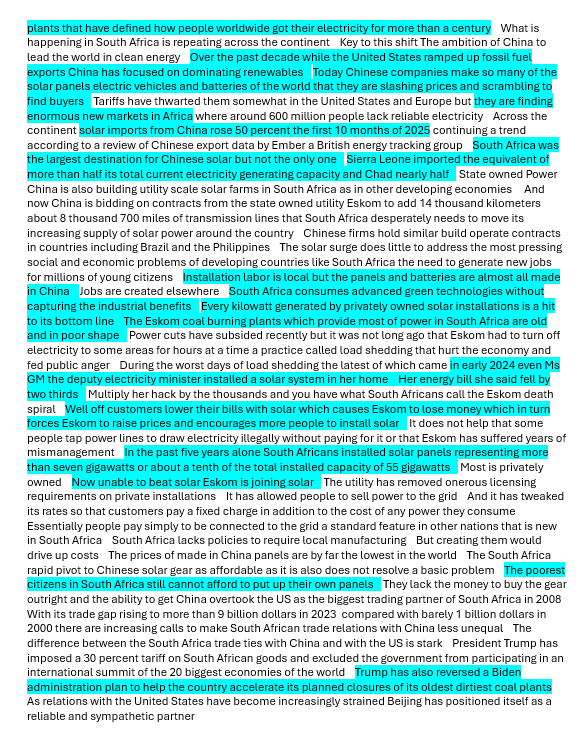 plants that have defined how people worldwide got their electricity for more than a century What is
happening in South Africa is repeating across the continent Key to this shift The ambition of China to
lead the world in clean energy Over the past decade while the United States ramped up fossil fuel
exports China has focused on dominating renewables Today Chinese companies make so many of the
solar panels electric vehicles and batteries of the world that they are slashing prices and scrambling to
find buyers Tariffs have thwarted them somewhat in the United States and Europe but they are finding
enormous new markets in Africa where around 600 million people lack reliable electricity Across the
continent solar imports from China rose 50 percent the first 10 months of 2025 continuing a trend
according to a review of Chinese export data by Ember a British energy tracking group South Africa was
the largest destination for Chinese solar but not the only one Sierra Leone imported the equivalent of
more than half its total current electricity generating capacity and Chad nearly half State owned Power
China is also building utility scale solar farms in South Africa as in other developing economies And
now China is bidding on contracts from the state owned utility Eskom to add 14 thousand kilometers
about 8 thousand 700 miles of transmission lines that South Africa desperately needs to move its
increasing supply of solar power around the country Chinese firms hold similar build operate contracts
in countries including Brazil and the Philippines The solar surge does little to address the most pressing
social and economic problems of developing countries like South Africa the need to generate new jobs
for millions of young citizens Installation labor is local but the panels and batteries are almost all made
in China Jobs are created elsewhere South Africa consumes advanced green technologies without
capturing the industrial benefits Every kilowatt generated by privately owned solar installations is a hit
to its bottom line The Eskom coal burning plants which provide most of power in South Africa are old
and in poor shape Power cuts have subsided recently but it was not long ago that Eskom had to turn off
electricity to some areas for hours at a time a practice called load shedding that hurt the economy and
fed public anger During the worst days of load shedding the latest of which came in early 2024 even Ms
GM the deputy electricity minister installed a solar system in her home Her energy bill she said fell by
two thirds Multiply her hack by the thousands and you have what South Africans call the Eskom death
spiral Well off customers lower their bills with solar which causes Eskom to lose money which in turn
forces Eskom to raise prices and encourages more people to install solar It does not help that some
people tap power lines to draw electricity illegally without paying for it or that Eskom has suffered years of
mismanagement In the past five years alone South Africans installed solar panels representing more
than seven gigawatts or about a tenth of the total installed capacity of 55 gigawatts Most is privately
owned Now unable to beat solar Eskom is joining solar The utility has removed onerous licensing
requirements on private installations It has allowed people to sell power to the grid And it has tweaked
its rates so that customers pay a fixed charge in addition to the cost of any power they consume
Essentially people pay simply to be connected to the grid a standard feature in other nations that is new
in South Africa South Africa lacks policies to require local manufacturing But creating them would
drive up costs The prices of made in China panels are by far the lowest in the world The South Africa
rapid pivot to Chinese solar gear as affordable as it is also does not resolve a basic problem The poorest
citizens in South Africa still cannot afford to put up their own panels They lack the money to buy the gear
outright and the ability to get China overtook the US as the biggest trading partner of South Africa in 2008
With its trade gap rising to more than 9 billion dollars in 2023 compared with barely 1 billion dollars in
2000 there are increasing calls to make South African trade relations with China less unequal The
difference between the South Africa trade ties with China and with the US is stark President Trump has
imposed a 30 percent tariff on South African goods and excluded the government from participating in an
international summit of the 20 biggest economies of the world Trump has also reversed a Biden
administration plan to help the country accelerate its planned closures of its oldest dirtiest coal plants
As relations with the United States have become increasingly strained Beijing has positioned itself as a
reliable and sympathetic partner